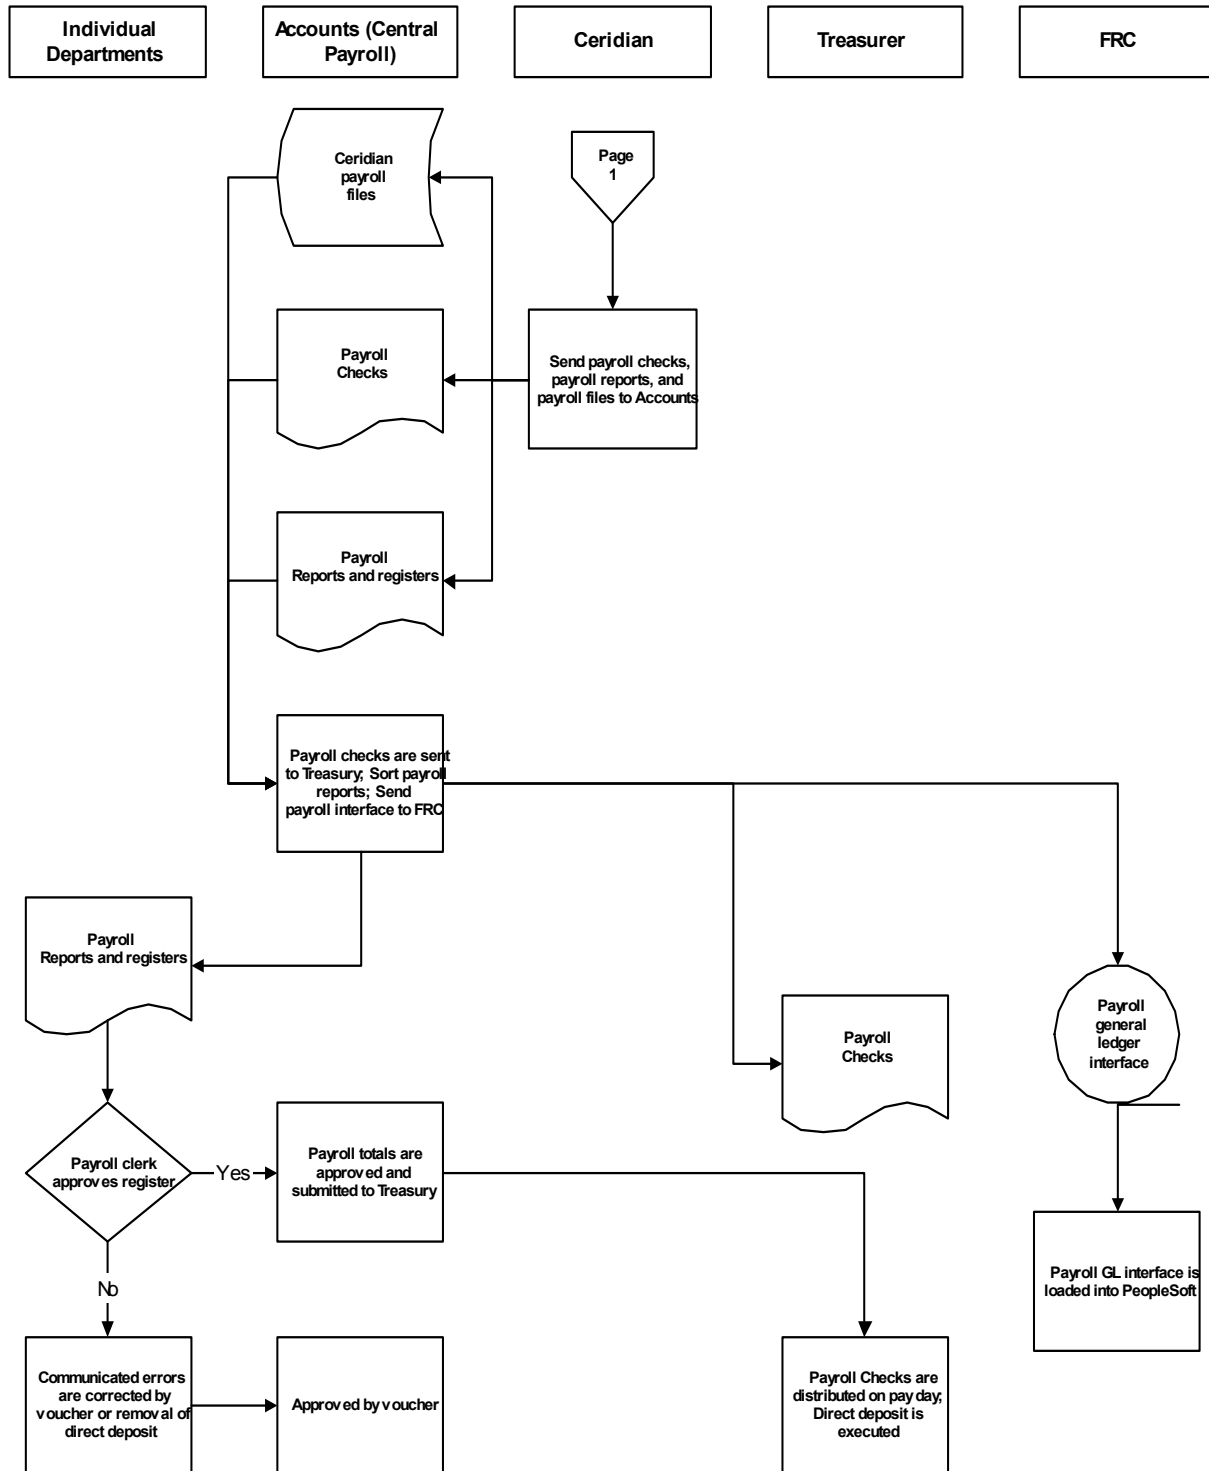 Individual
Departments
Accounts (Central
Payroll)
Ceridian
Treasurer
FRC
Ceridian
payroll
files
Page
1
Payroll
Checks
Send payroll checks,
payroll reports, and
payroll files to Accounts
Payroll
Reports and registers
Payroll checks are sent
to Treasury; Sort payroll
reports; Send
payroll interface to FRC
Payroll
Reports and registers
Payroll
Checks
Payroll
general
ledger
interface
Payroll clerk
approves register
Yes
Payroll totals are
approved and
submitted to Treasury
Payroll GL interface is
loaded into PeopleSoft
No
Communicated errors
are corrected by
voucher or removal of
direct deposit
Approved by voucher
Payroll Checks are
distributed on pay day;
Direct deposit is
executed